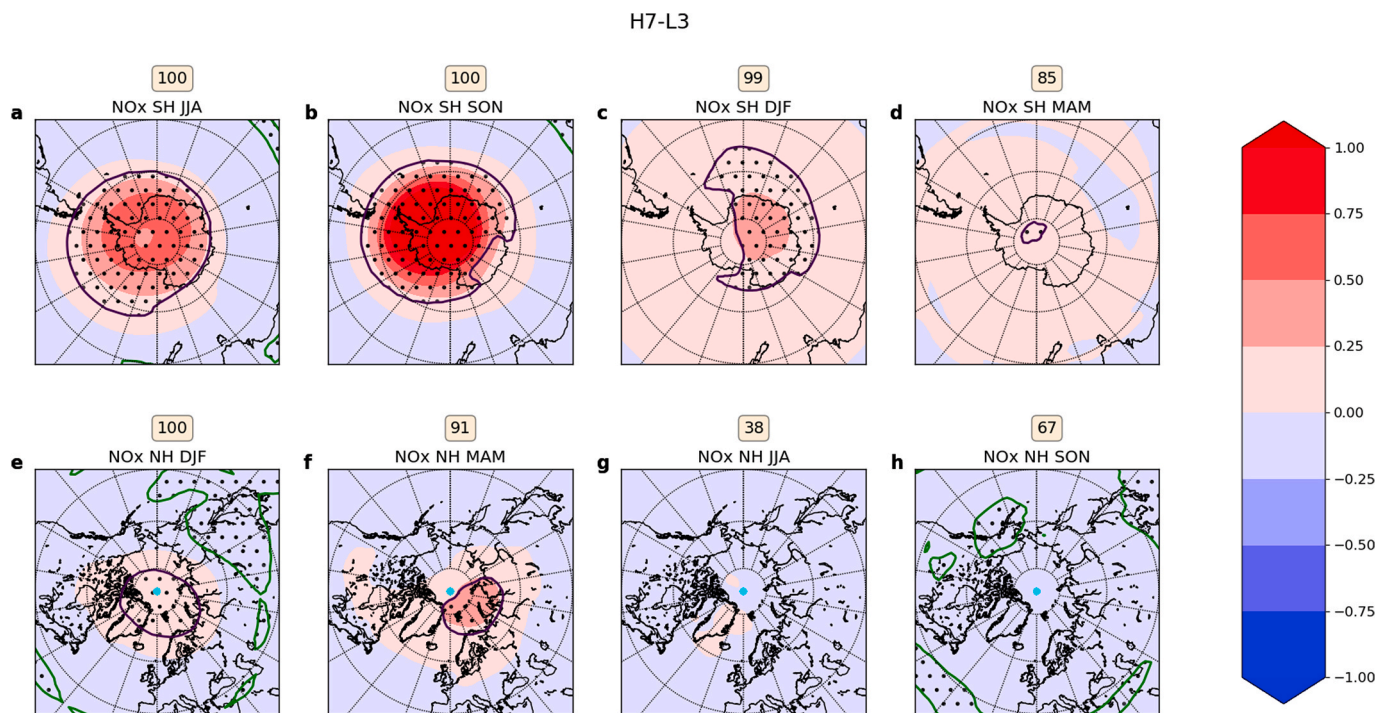 H7-L3
100
100
99
85
a
NOx SH JJA
b
NOx SH SON
c
NOx SH DJF
d
NOx SH MAM
100
91
38
67
e
NOx NH DJF
f
NOx NH MAM
g
NOx NH JJA
h
NOx NH SON
1.00
0.75
0.50
0.25
0.00
−0.25
−0.50
−0.75
−1.00